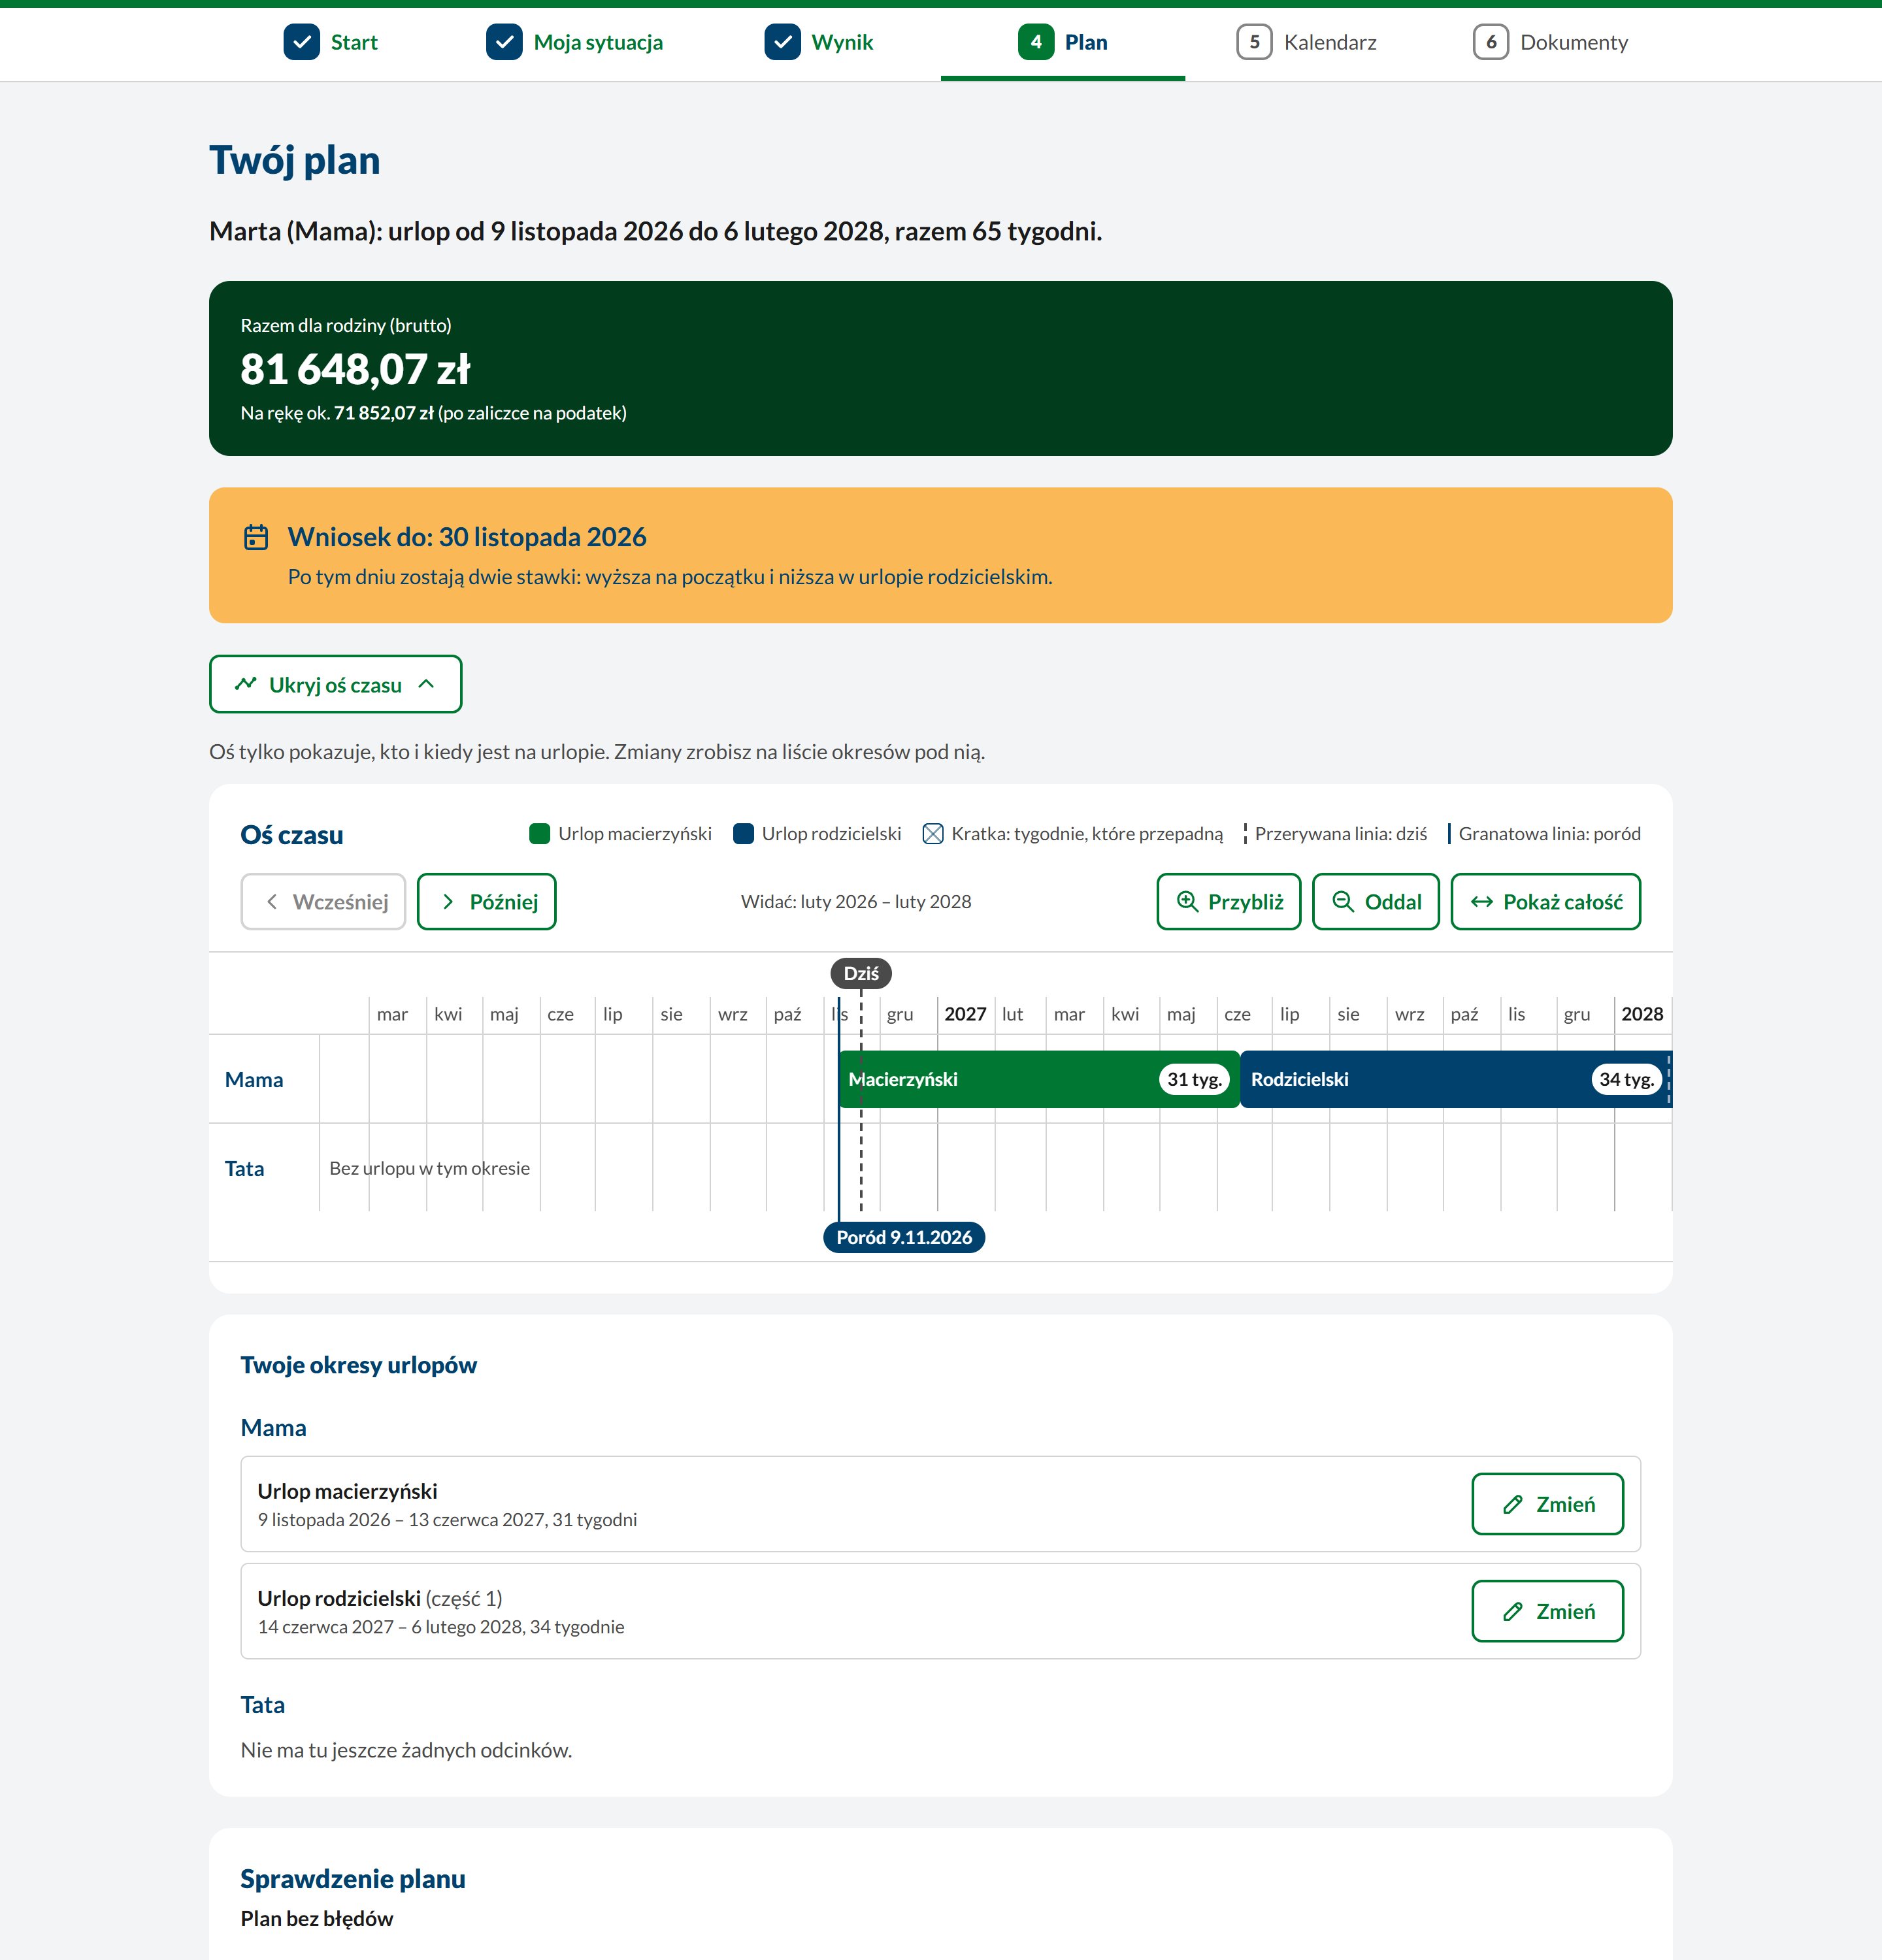 Start
Moja sytuacja
Wynik
4 Plan
5 Kalendarz
6 Dokumenty
Twój plan
Marta (Mama): urlop od 9 listopada 2026 do 6 lutego 2028, razem 65 tygodni.
Razem dla rodziny (brutto)
81 648,07 zł
Na rękę ok. 71 852,07 zł (po zaliczce na podatek)
Wniosek do: 30 listopada 2026
Po tym dniu zostają dwie stawki: wyższa na początku i niższa w urlopie rodzicielskim.
Ukryj oś czasu
Oś tylko pokazuje, kto i kiedy jest na urlopie. Zmiany zrobisz na liście okresów pod nią.
Oś czasu
Urlop macierzyński
Urlop rodzicielski
Kratka: tygodnie, które przepadną
Przerywana linia: dziś
Granatowa linia: poród
Wcześniej
Później
Widać: luty 2026 – luty 2028
Przybliż
Oddal
Pokaż całość
Dziś
mar kwi maj cze lip sie wrz paź lis gru 2027 lut mar kwi maj cze lip sie wrz paź lis gru 2028
Mama
Macierzyński
31 tyg.
Rodzicielski
34 tyg.
Tata
Bez urlopu w tym okresie
Poród 9.11.2026
Twoje okresy urlopów
Mama
Urlop macierzyński
9 listopada 2026 – 13 czerwca 2027, 31 tygodni
Zmień
Urlop rodzicielski (część 1)
14 czerwca 2027 – 6 lutego 2028, 34 tygodnie
Zmień
Tata
Nie ma tu jeszcze żadnych odcinków.
Sprawdzenie planu
Plan bez błędów